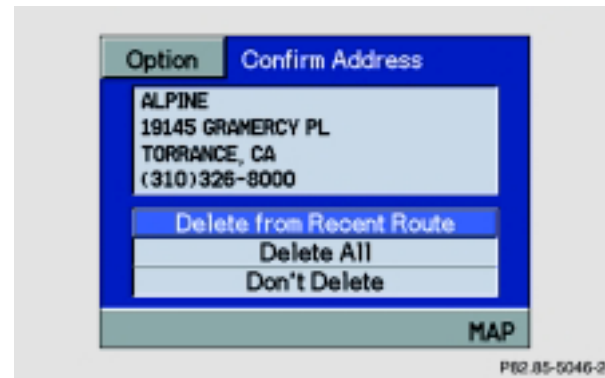 Option Confirm Address
ALPINE
19145 GRAMERCY PL
TORRANCE, CA
(310)326-8000
Delete from Recent Route
Delete All
Don't Delete
MAP
P82.85-5046-2